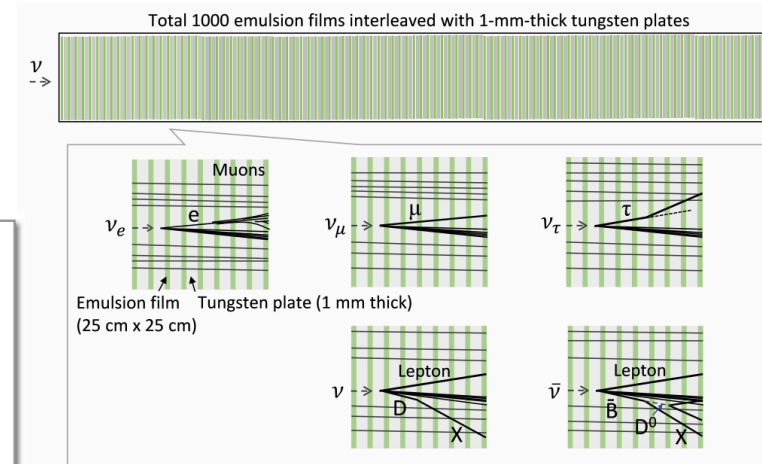 Total 1000 emulsion films interleaved with 1-mm-thick tungsten plates
ν
Muons
e
νe
μ
νμ
τ
ντ
Emulsion film Tungsten plate (1 mm thick)
(25 cm x 25 cm)
Lepton
ν
D
X
Lepton
ν̄
B̄
D⁰
X